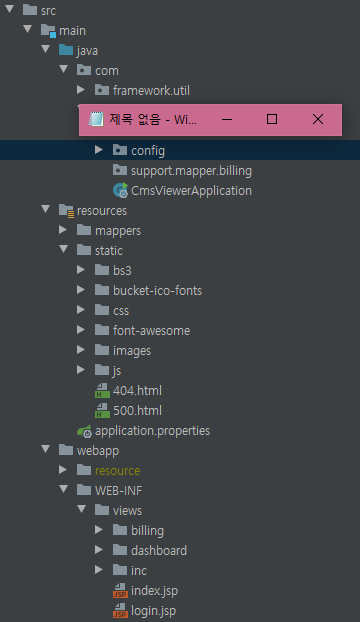 src
main
java
com
framework.util
제목 없음 - Wi...
config
support.mapper.billing
CmsViewerApplication
resources
mappers
static
bs3
bucket-ico-fonts
css
font-awesome
images
js
404.html
500.html
application.properties
webapp
resource
WEB-INF
views
billing
dashboard
inc
index.jsp
login.jsp